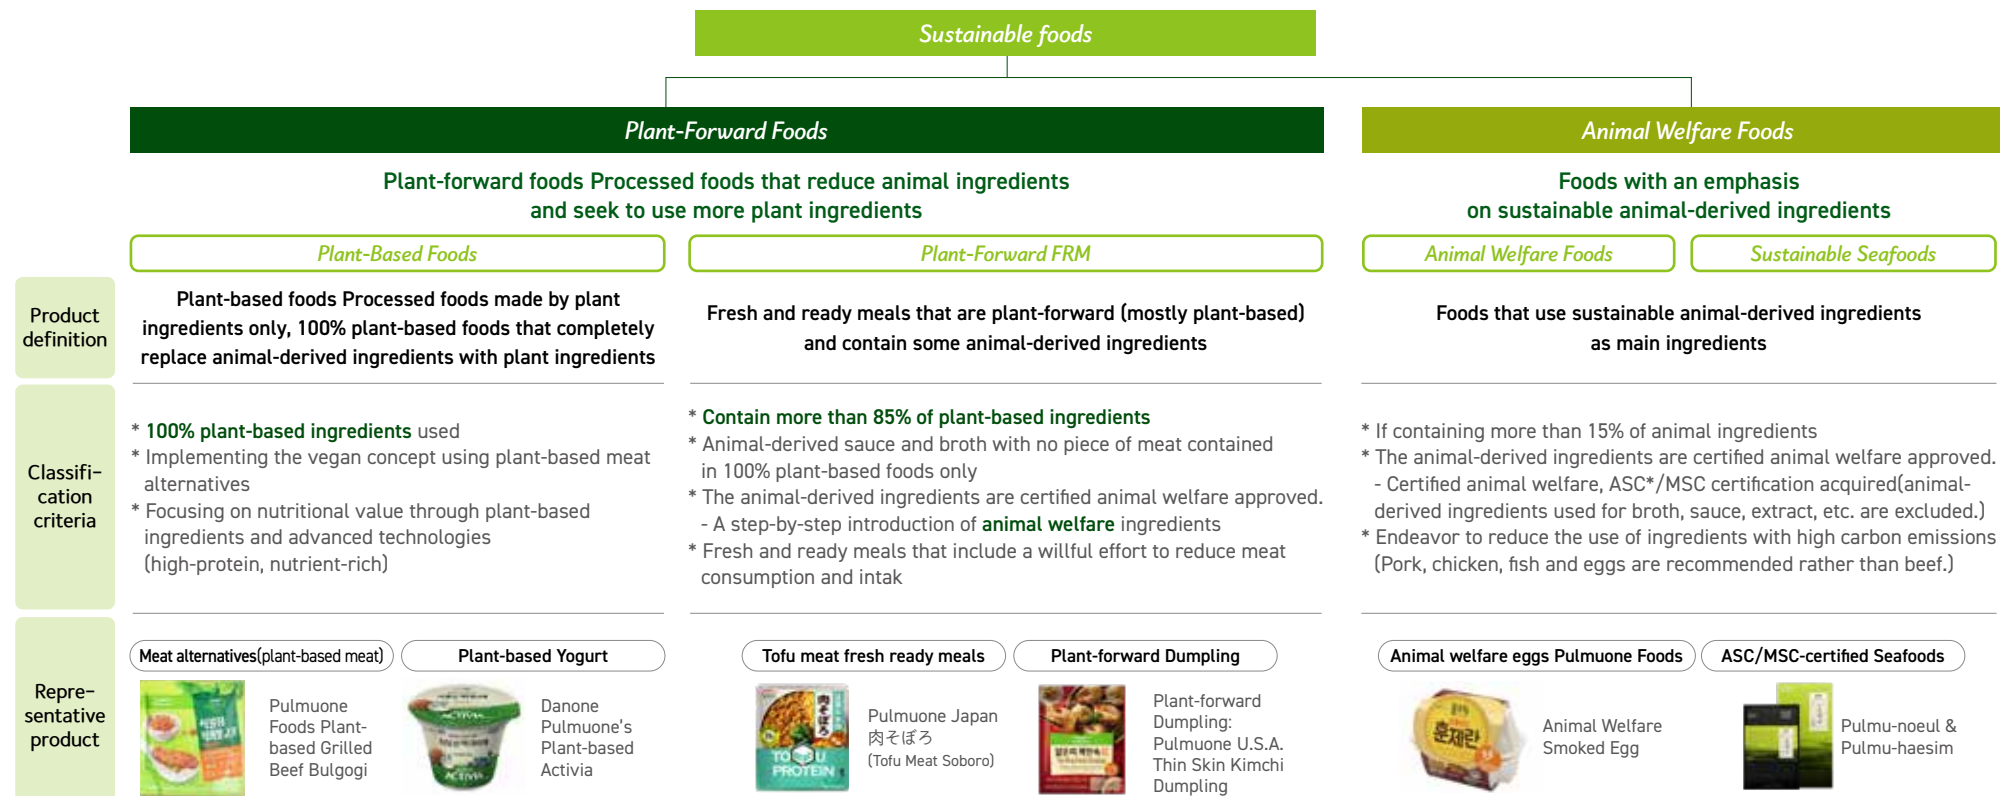 Sustainable foods
Plant-Forward Foods
Animal Welfare Foods
Plant-forward foods Processed foods that reduce animal ingredients
and seek to use more plant ingredients
Foods with an emphasis
on sustainable animal-derived ingredients
Plant-Based Foods
Plant-Forward FRM
Animal Welfare Foods
Sustainable Seafoods
Product
definition
Plant-based foods Processed foods made by plant
ingredients only, 100% plant-based foods that completely
replace animal-derived ingredients with plant ingredients
Fresh and ready meals that are plant-forward (mostly plant-based)
and contain some animal-derived ingredients
Foods that use sustainable animal-derived ingredients
as main ingredients
Classifi-
cation
criteria
* 100% plant-based ingredients used
* Implementing the vegan concept using plant-based meat
alternatives
* Focusing on nutritional value through plant-based
ingredients and advanced technologies
(high-protein, nutrient-rich)
* Contain more than 85% of plant-based ingredients
* Animal-derived sauce and broth with no piece of meat contained
in 100% plant-based foods only
* The animal-derived ingredients are certified animal welfare approved.
- A step-by-step introduction of animal welfare ingredients
* Fresh and ready meals that include a willful effort to reduce meat
consumption and intak
* If containing more than 15% of animal ingredients
* The animal-derived ingredients are certified animal welfare approved.
- Certified animal welfare, ASC*/MSC certification acquired(animal-
derived ingredients used for broth, sauce, extract, etc. are excluded.)
* Endeavor to reduce the use of ingredients with high carbon emissions
(Pork, chicken, fish and eggs are recommended rather than beef.)
Repre-
sentative
product
Meat alternatives(plant-based meat)
Pulmuone
Foods Plant-
based Grilled
Beef Bulgogi
Plant-based Yogurt
ACTIVIA
ACTIVIA
Danone
Pulmuone's
Plant-based
Activia
Tofu meat fresh ready meals
肉そぼろ
TOFU
PROTEIN
Pulmuone Japan
肉そぼろ
(Tofu Meat Soboro)
Plant-forward Dumpling
Plant-forward
Dumpling:
Pulmuone U.S.A.
Thin Skin Kimchi
Dumpling
Animal welfare eggs Pulmuone Foods
훈제란
Animal Welfare
Smoked Egg
ASC/MSC-certified Seafoods
Pulmu-noeul &
Pulmu-haesim